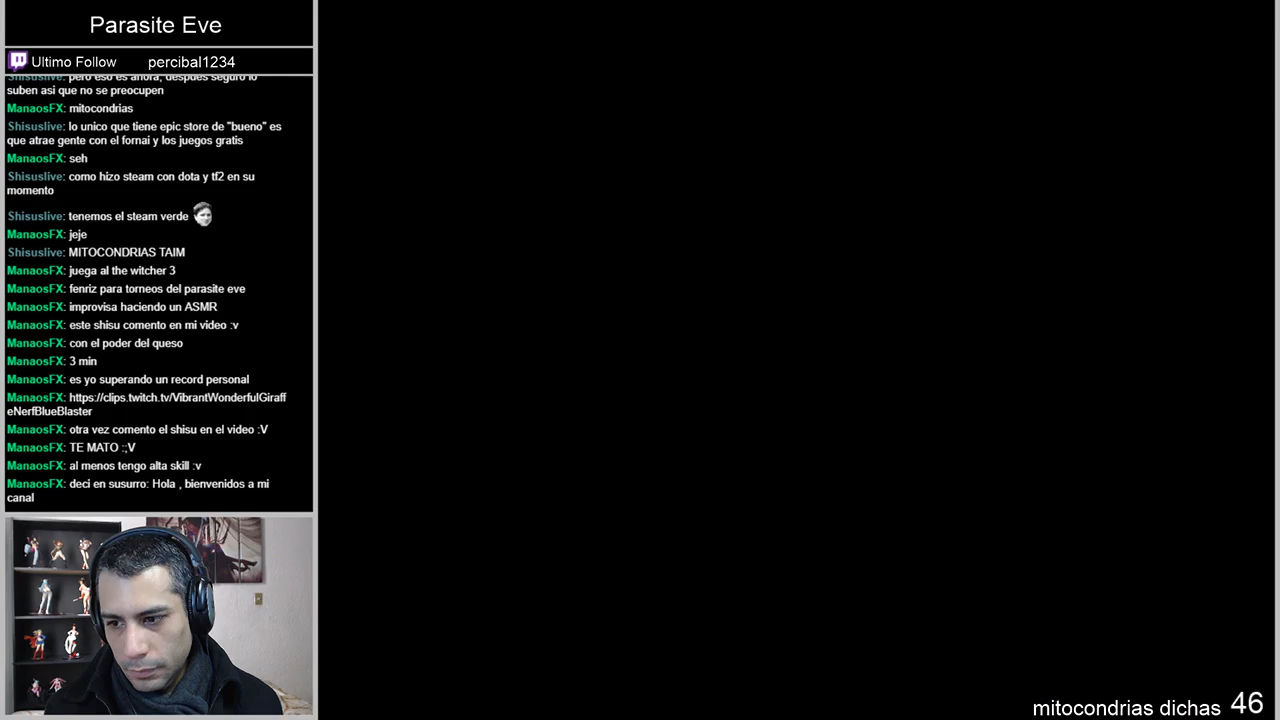 Parasite Eve
Ultimo Follow percibal1234
Shisuslive: pero eso es ahora, despues seguro lo
suben asi que no se preocupen
ManaosFX: mitocondrias
Shisuslive: lo unico que tiene epic store de "bueno" es
que atrae gente con el fornai y los juegos gratis
ManaosFX: seh
Shisuslive: como hizo steam con dota y tf2 en su
momento
Shisuslive: tenemos el steam verde
ManaosFX: jeje
Shisuslive: MITOCONDRIAS TAIM
ManaosFX: juega al the witcher 3
ManaosFX: fenriz para torneos del parasite eve
ManaosFX: improvisa haciendo un ASMR
ManaosFX: este shisu comento en mi video :v
ManaosFX: con el poder del queso
ManaosFX: 3 min
ManaosFX: es yo superando un record personal
ManaosFX: https://clips.twitch.tv/VibrantWonderfulGiraff
eNerfBlueBlaster
ManaosFX: otra vez comento el shisu en el video :V
ManaosFX: TE MATO :;V
ManaosFX: al menos tengo alta skill :v
ManaosFX: deci en susurro: Hola , bienvenidos a mi
canal
mitocondrias dichas 46